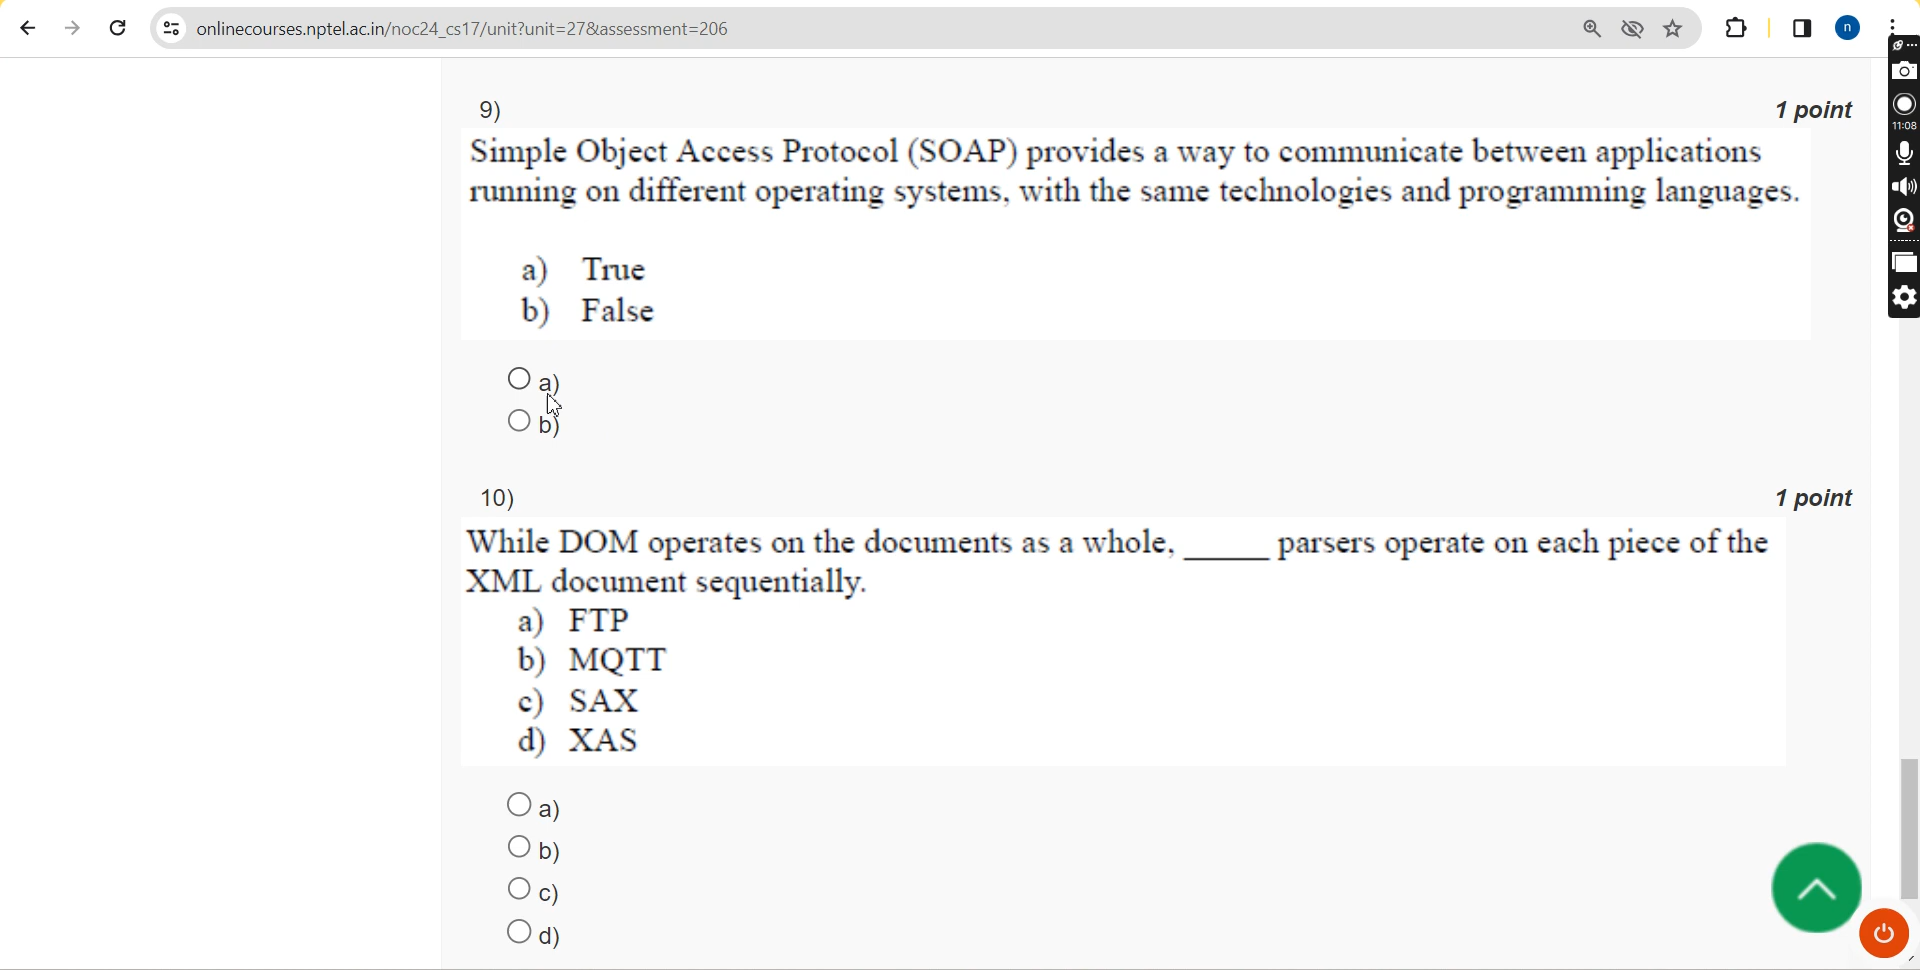 onlinecourses.nptel.ac.in/noc24_cs17/unit?unit=27&assessment=206
n
11:08
9)
1 point
Simple Object Access Protocol (SOAP) provides a way to communicate between applications
running on different operating systems, with the same technologies and programming languages.
a) True
b) False
a)
b)
10)
1 point
While DOM operates on the documents as a whole, _____ parsers operate on each piece of the
XML document sequentially.
a) FTP
b) MQTT
c) SAX
d) XAS
a)
b)
c)
d)